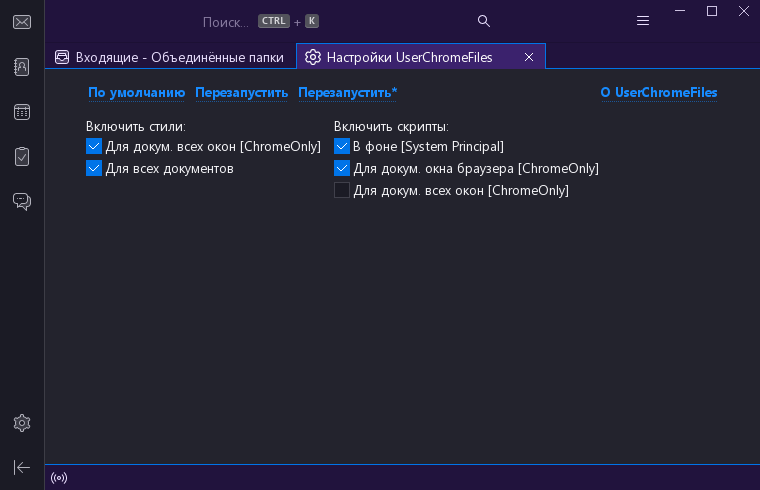 Поиск... CTRL + K
Входящие - Объединённые папки
Настройки UserChromeFiles
По умолчанию Перезапустить Перезапустить* О UserChromeFiles
Включить стили:
Для докум. всех окон [ChromeOnly]
Для всех документов
Включить скрипты:
В фоне [System Principal]
Для докум. окна браузера [ChromeOnly]
Для докум. всех окон [ChromeOnly]